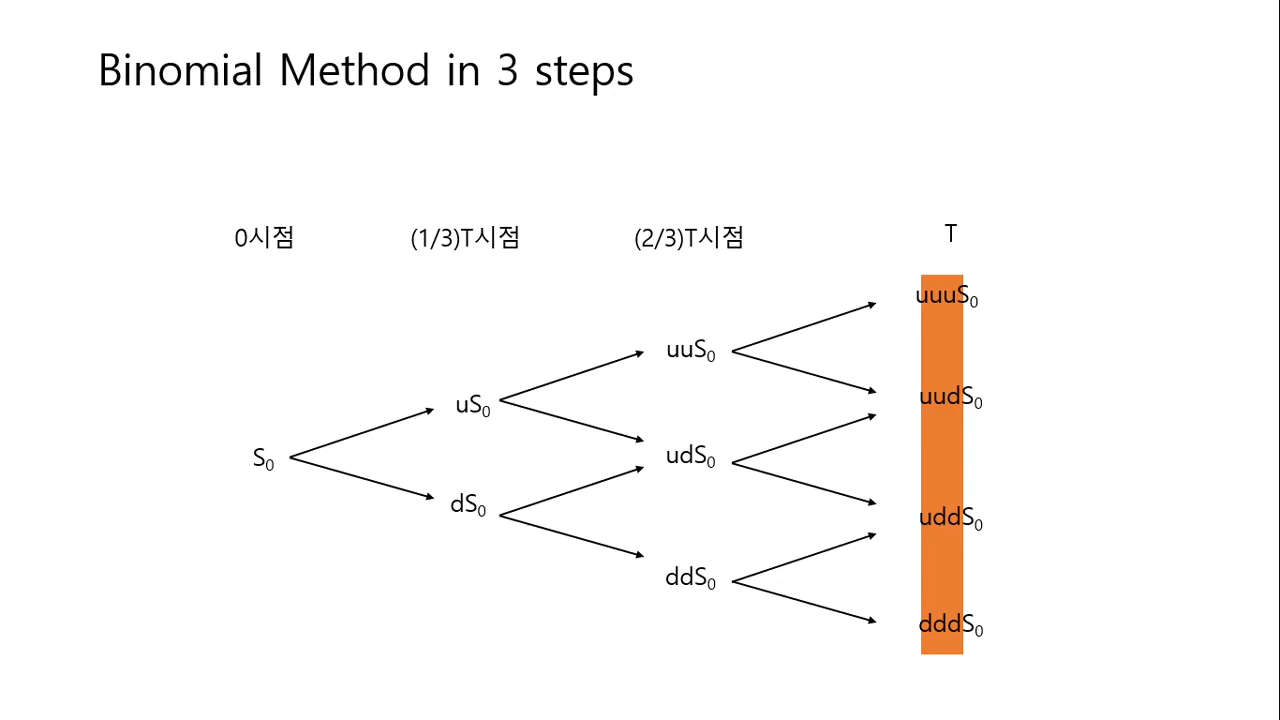 Binomial Method in 3 steps
0시점 (1/3)T시점 (2/3)T시점 T
uuuS₀
uuS₀
uS₀ uudS₀
S₀ udS₀
dS₀ uddS₀
ddS₀
dddS₀